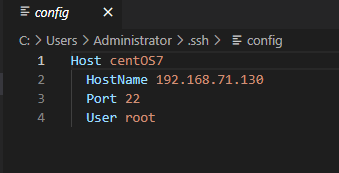 config
C: > Users > Administrator > .ssh > config
1 Host centOS7
2 HostName 192.168.71.130
3 Port 22
4 User root